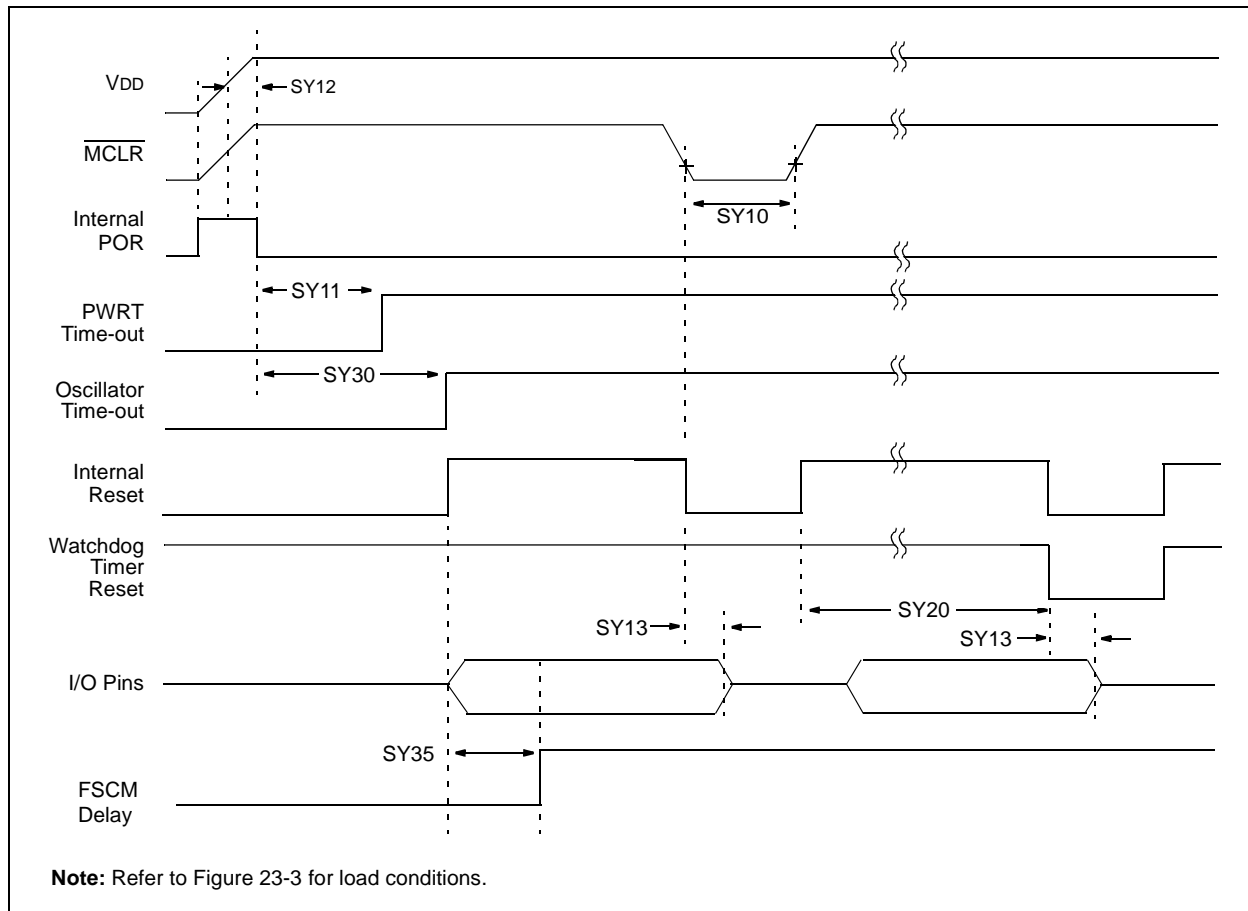 VDD
SY12
MCLR
SY10
Internal
POR
SY11
PWRT
Time-out
SY30
Oscillator
Time-out
Internal
Reset
Watchdog
Timer
Reset
SY20
SY13
SY13
I/O Pins
SY35
FSCM
Delay
Note: Refer to Figure 23-3 for load conditions.